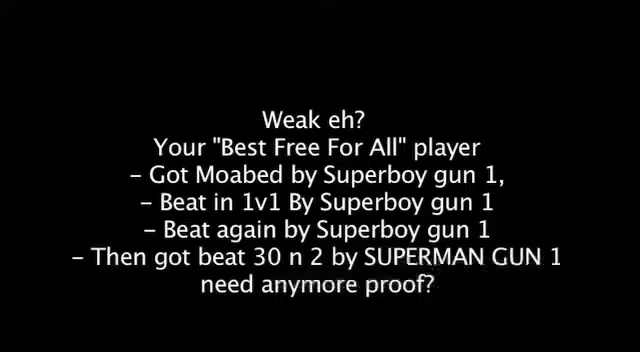 Weak eh?
Your "Best Free For All" player
- Got Moabed by Superboy gun 1,
- Beat in 1v1 By Superboy gun 1
- Beat again by Superboy gun 1
- Then got beat 30 n 2 by SUPERMAN GUN 1
need anymore proof?